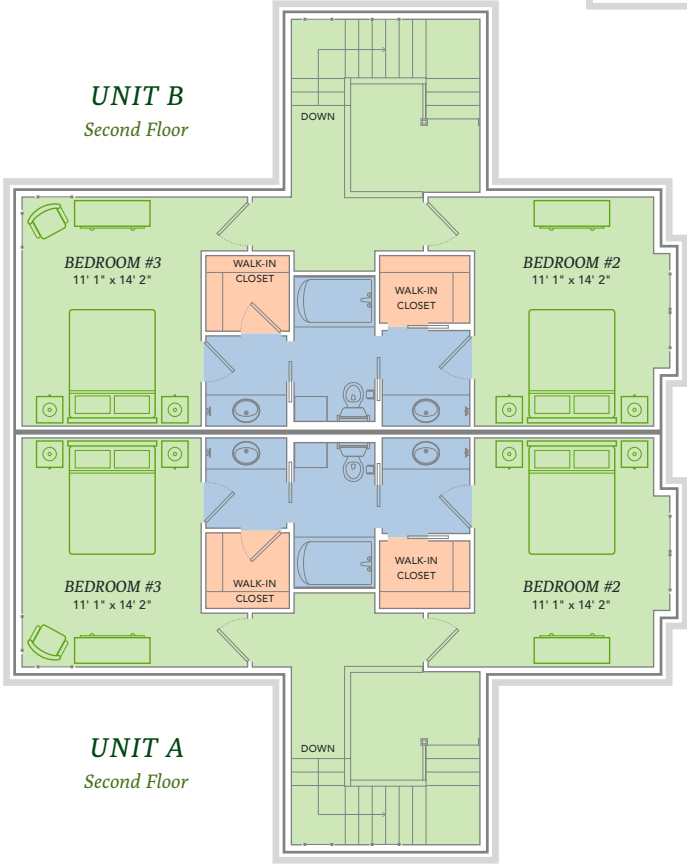 UNIT B
Second Floor
DOWN
BEDROOM #3
11' 1" x 14' 2"
WALK-IN
CLOSET
WALK-IN
CLOSET
BEDROOM #2
11' 1" x 14' 2"
BEDROOM #3
11' 1" x 14' 2"
WALK-IN
CLOSET
WALK-IN
CLOSET
BEDROOM #2
11' 1" x 14' 2"
UNIT A
Second Floor
DOWN